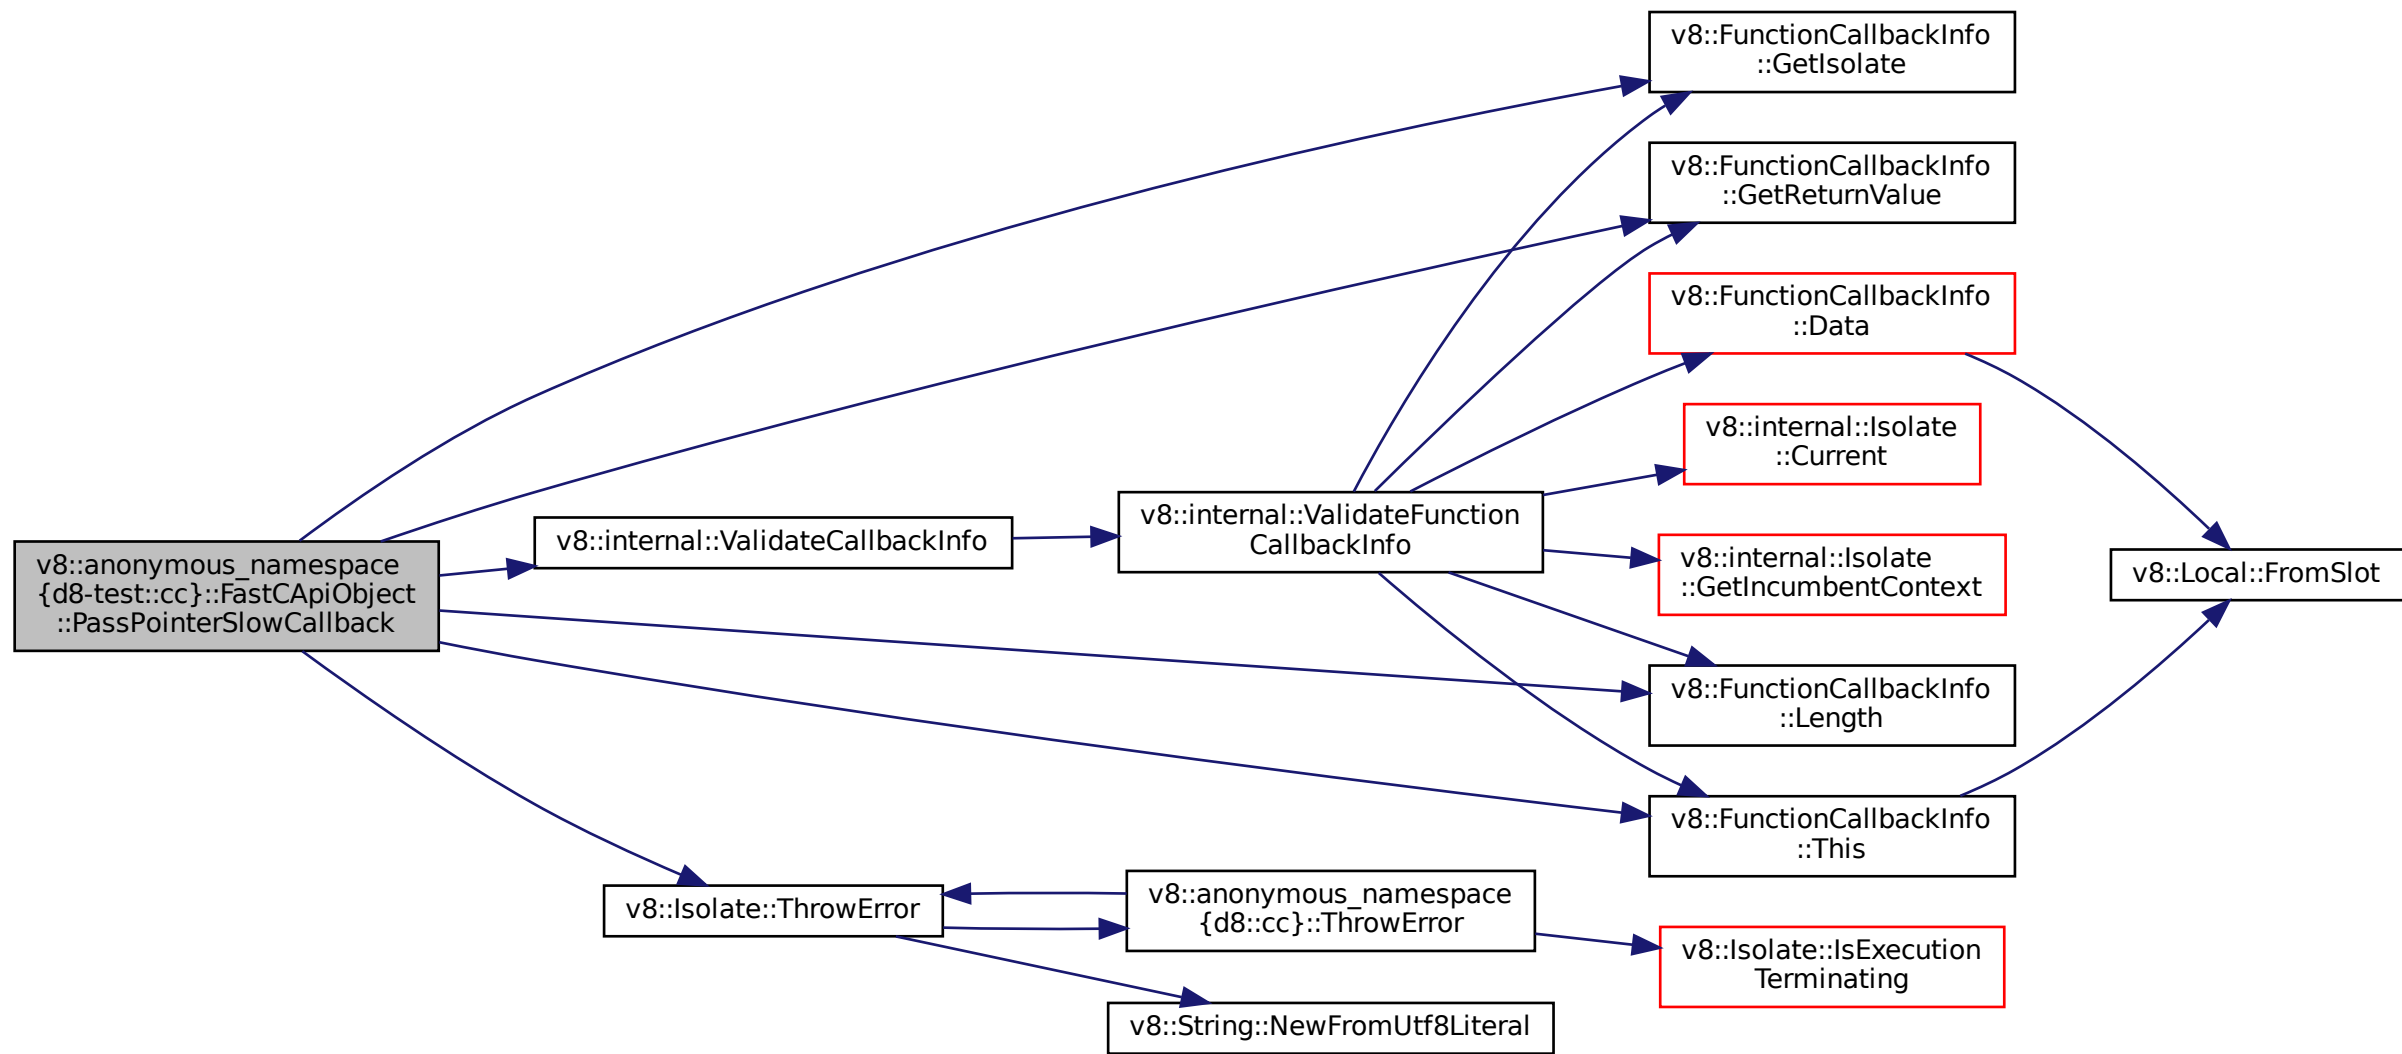 v8::anonymous_namespace
{d8-test::cc}::FastCApiObject
::PassPointerSlowCallback
v8::internal::ValidateCallbackInfo
v8::internal::ValidateFunction
CallbackInfo
v8::FunctionCallbackInfo
::GetIsolate
v8::FunctionCallbackInfo
::GetReturnValue
v8::FunctionCallbackInfo
::Data
v8::internal::Isolate
::Current
v8::internal::Isolate
::GetIncumbentContext
v8::FunctionCallbackInfo
::Length
v8::FunctionCallbackInfo
::This
v8::Local::FromSlot
v8::Isolate::ThrowError
v8::anonymous_namespace
{d8::cc}::ThrowError
v8::Isolate::IsExecution
Terminating
v8::String::NewFromUtf8Literal